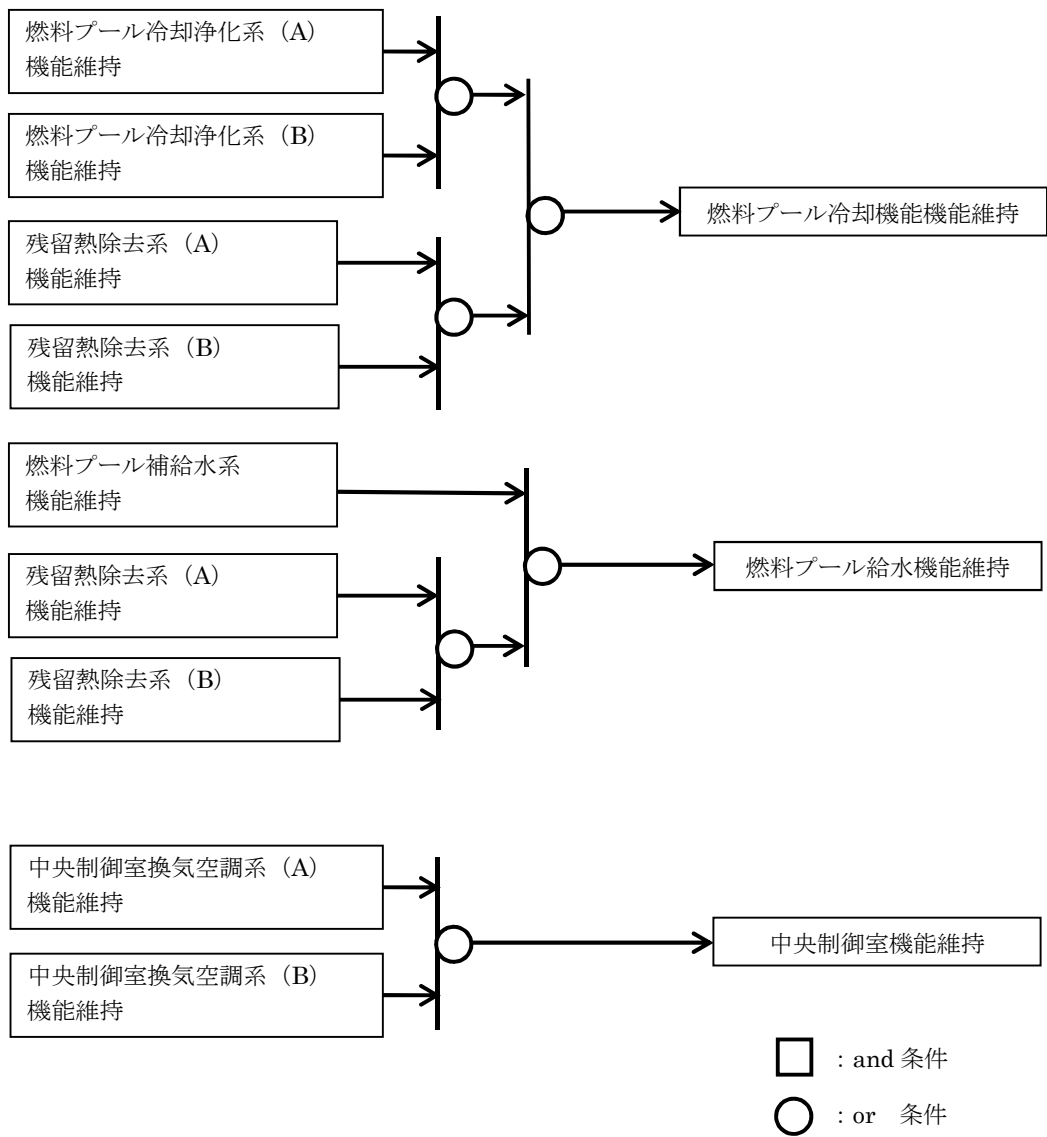 燃料プール冷却浄化系（A）
機能維持
燃料プール冷却浄化系（B）
機能維持
燃料プール冷却機能機能維持
残留熱除去系（A）
機能維持
残留熱除去系（B）
機能維持
燃料プール補給水系
機能維持
燃料プール給水機能維持
残留熱除去系（A）
機能維持
残留熱除去系（B）
機能維持
中央制御室換気空調系（A）
機能維持
中央制御室機能維持
中央制御室換気空調系（B）
機能維持
：and 条件
：or　条件